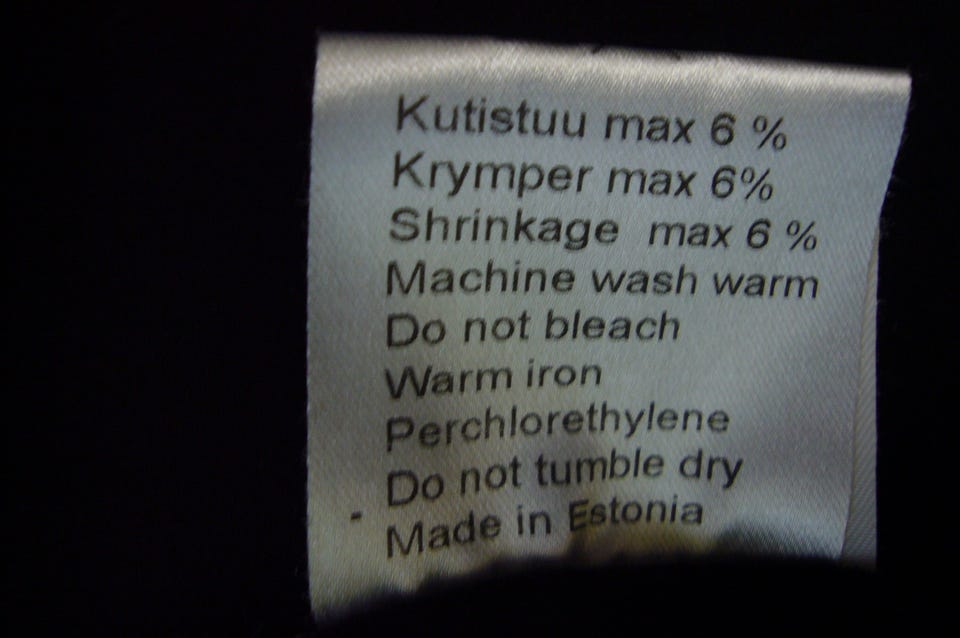 Kutistuu max 6 %
Krymper max 6%
Shrinkage max 6 %
Machine wash warm
Do not bleach
Warm iron
Perchlorethylene
Do not tumble dry
Made in Estonia